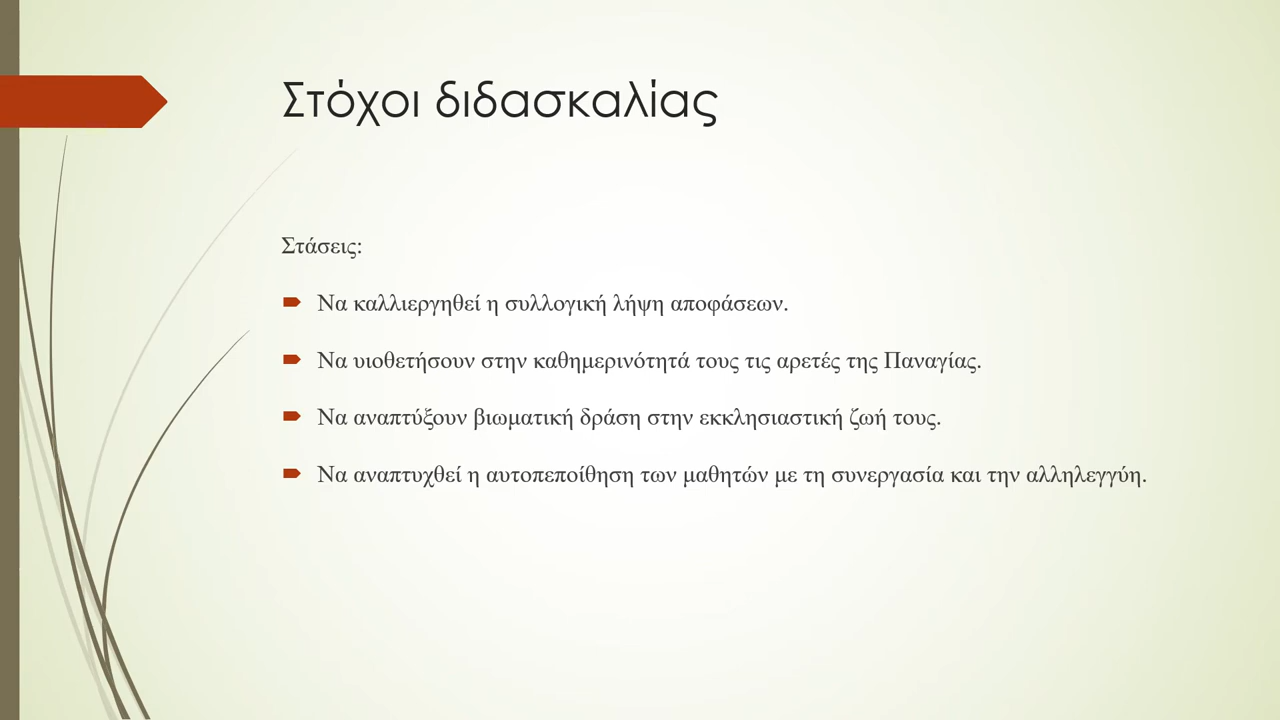 Στόχοι διδασκαλίας
Στάσεις:
Να καλλιεργηθεί η συλλογική λήψη αποφάσεων.
Να υιοθετήσουν στην καθημερινότητά τους τις αρετές της Παναγίας.
Να αναπτύξουν βιωματική δράση στην εκκλησιαστική ζωή τους.
Να αναπτυχθεί η αυτοπεποίθηση των μαθητών με τη συνεργασία και την αλληλεγγύη.